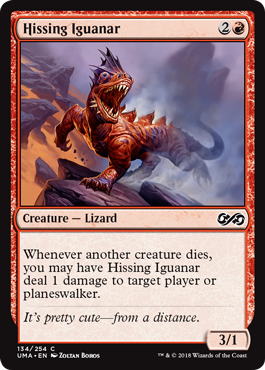 Hissing Iguanar 2
Creature — Lizard
Whenever another creature dies,
you may have Hissing Iguanar
deal 1 damage to target player or
planeswalker.
It's pretty cute—from a distance.
3/1
134/254 C
UMA • EN Zoltan Boros
™ & © 2018 Wizards of the Coast